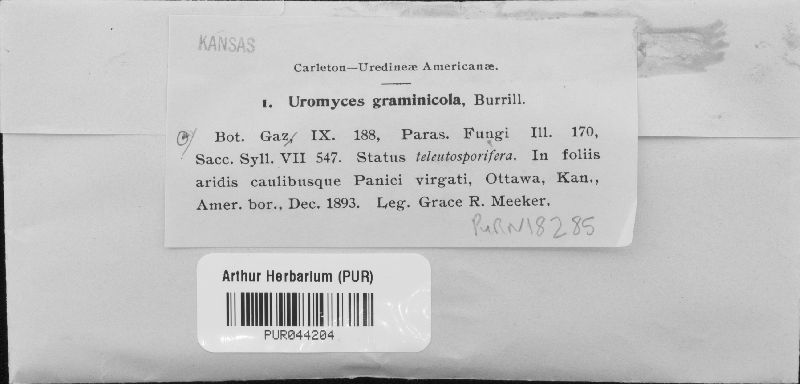 KANSAS
Carleton—Uredineæ Americanæ.
1. Uromyces graminicola, Burrill.
Bot. Gaz, IX. 188, Paras. Fungi Ill. 170,
Sacc. Syll. VII 547. Status teleutosporifera. In foliis
aridis caulibusque Panici virgati, Ottawa, Kan.,
Amer. bor., Dec. 1893. Leg. Grace R. Meeker.
PURN18285
Arthur Herbarium (PUR)
PUR044204